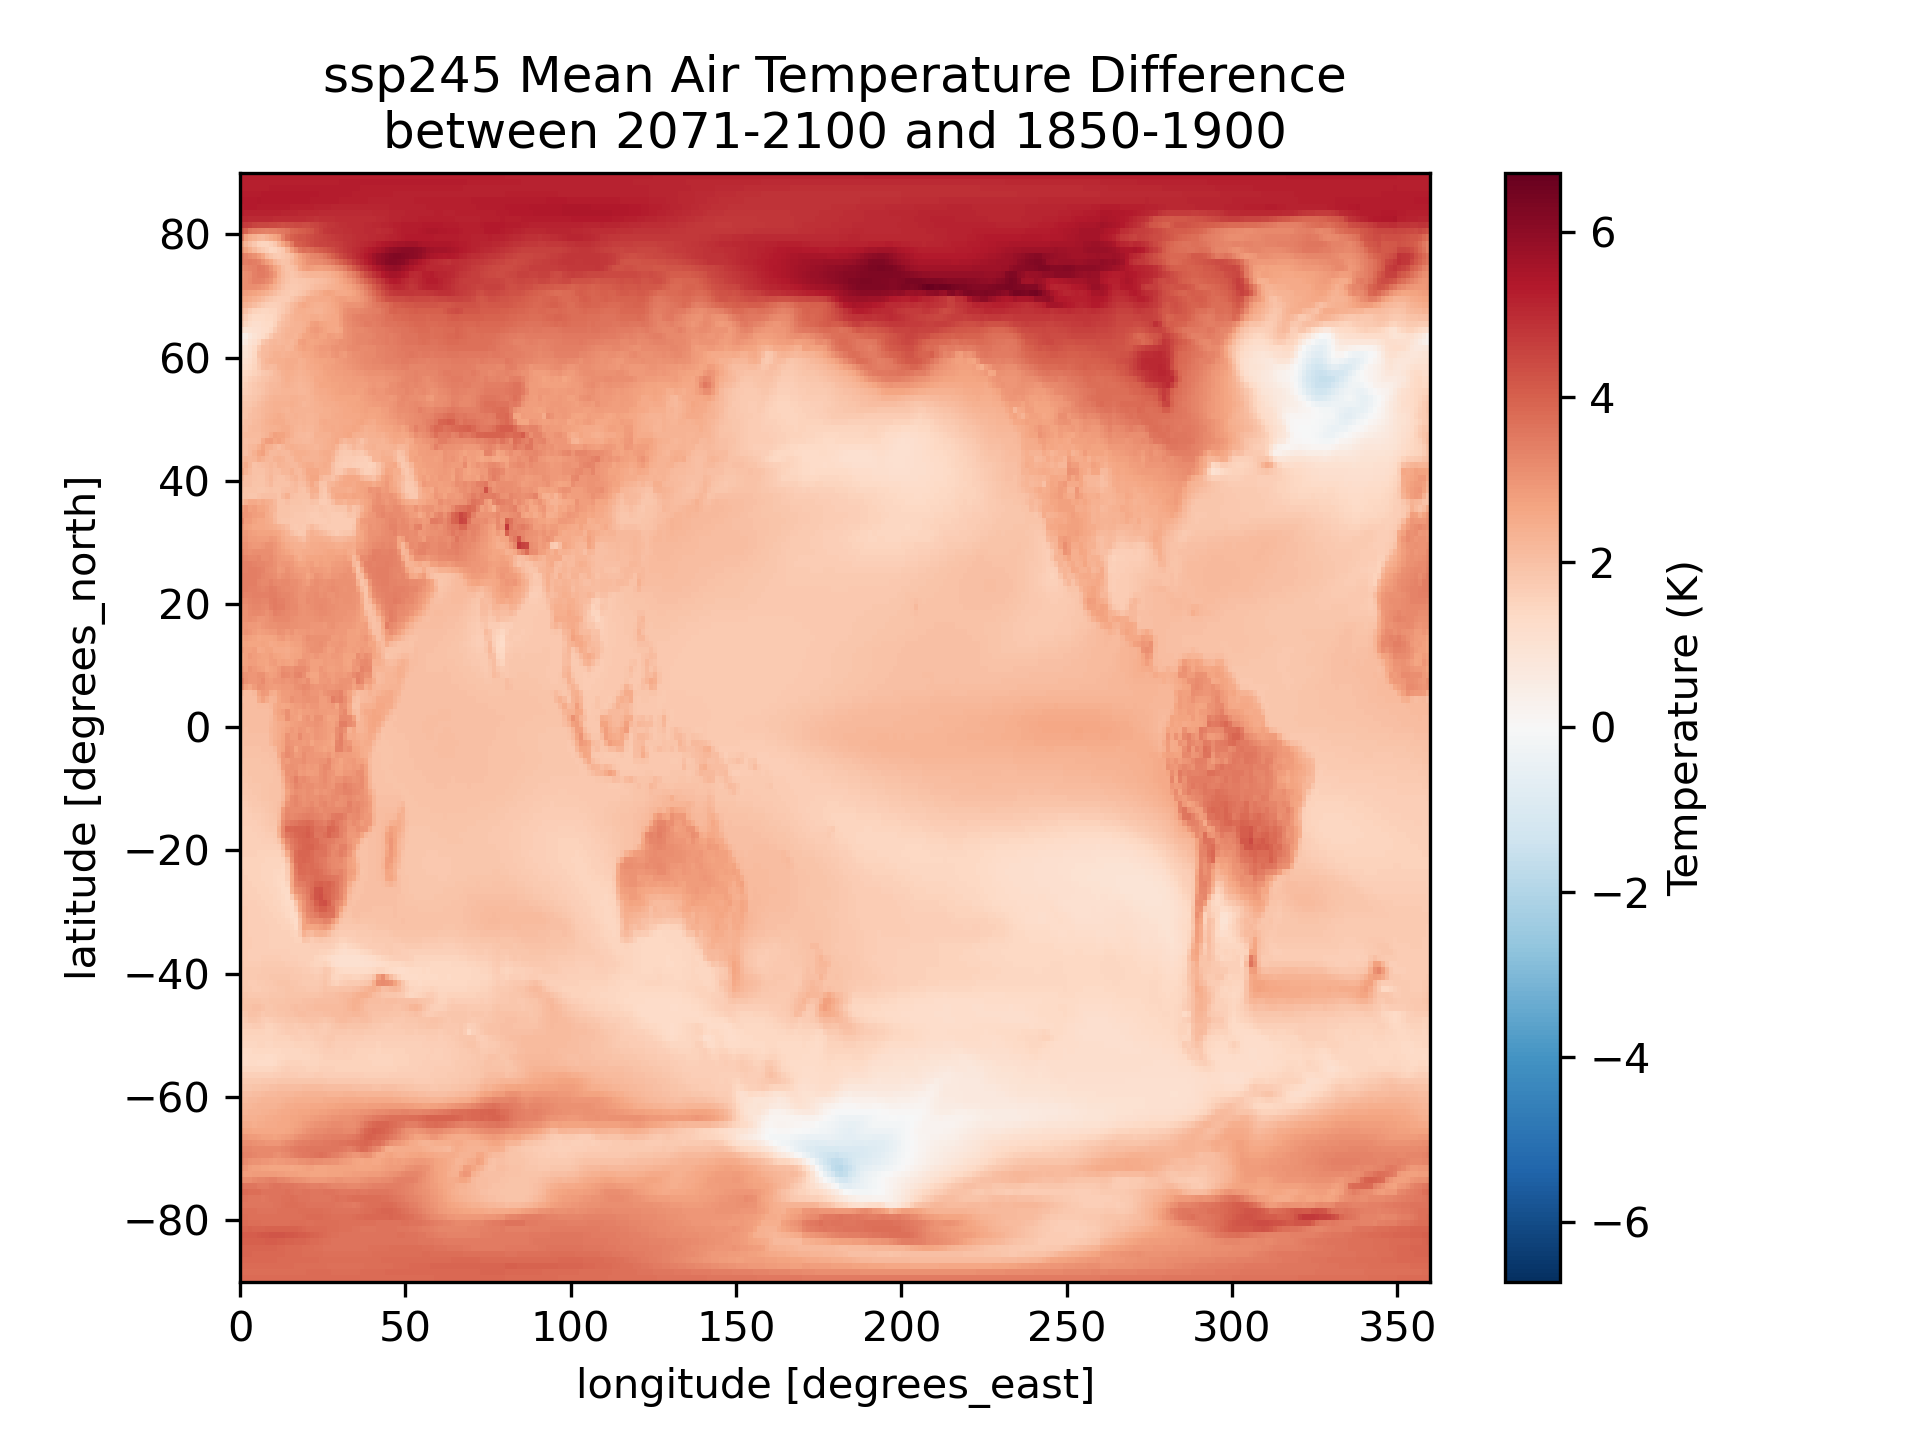 ssp245 Mean Air Temperature Difference
between 2071-2100 and 1850-1900
80
60
40
20
0
−20
−40
−60
−80
latitude [degrees_north]
0 50 100 150 200 250 300 350
longitude [degrees_east]
6
4
2
0
−2
−4
−6
Temperature (K)